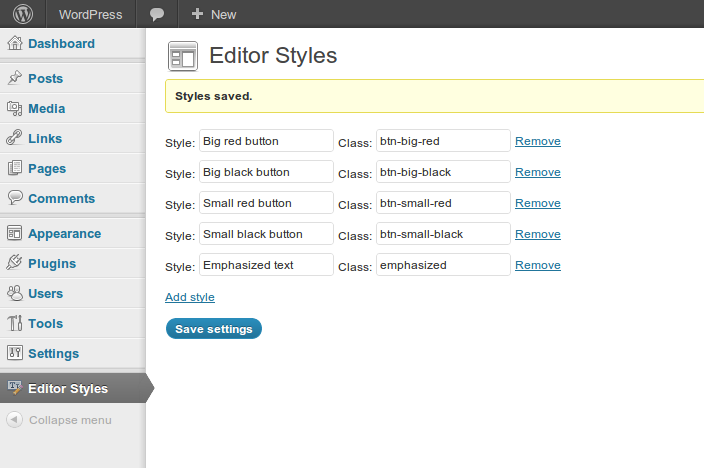 WordPress New
Dashboard
Posts
Media
Links
Pages
Comments
Appearance
Plugins
Users
Tools
Settings
Editor Styles
Collapse menu
Editor Styles
Styles saved.
Style: Big red button Class: btn-big-red Remove
Style: Big black button Class: btn-big-black Remove
Style: Small red button Class: btn-small-red Remove
Style: Small black button Class: btn-small-black Remove
Style: Emphasized text Class: emphasized Remove
Add style
Save settings